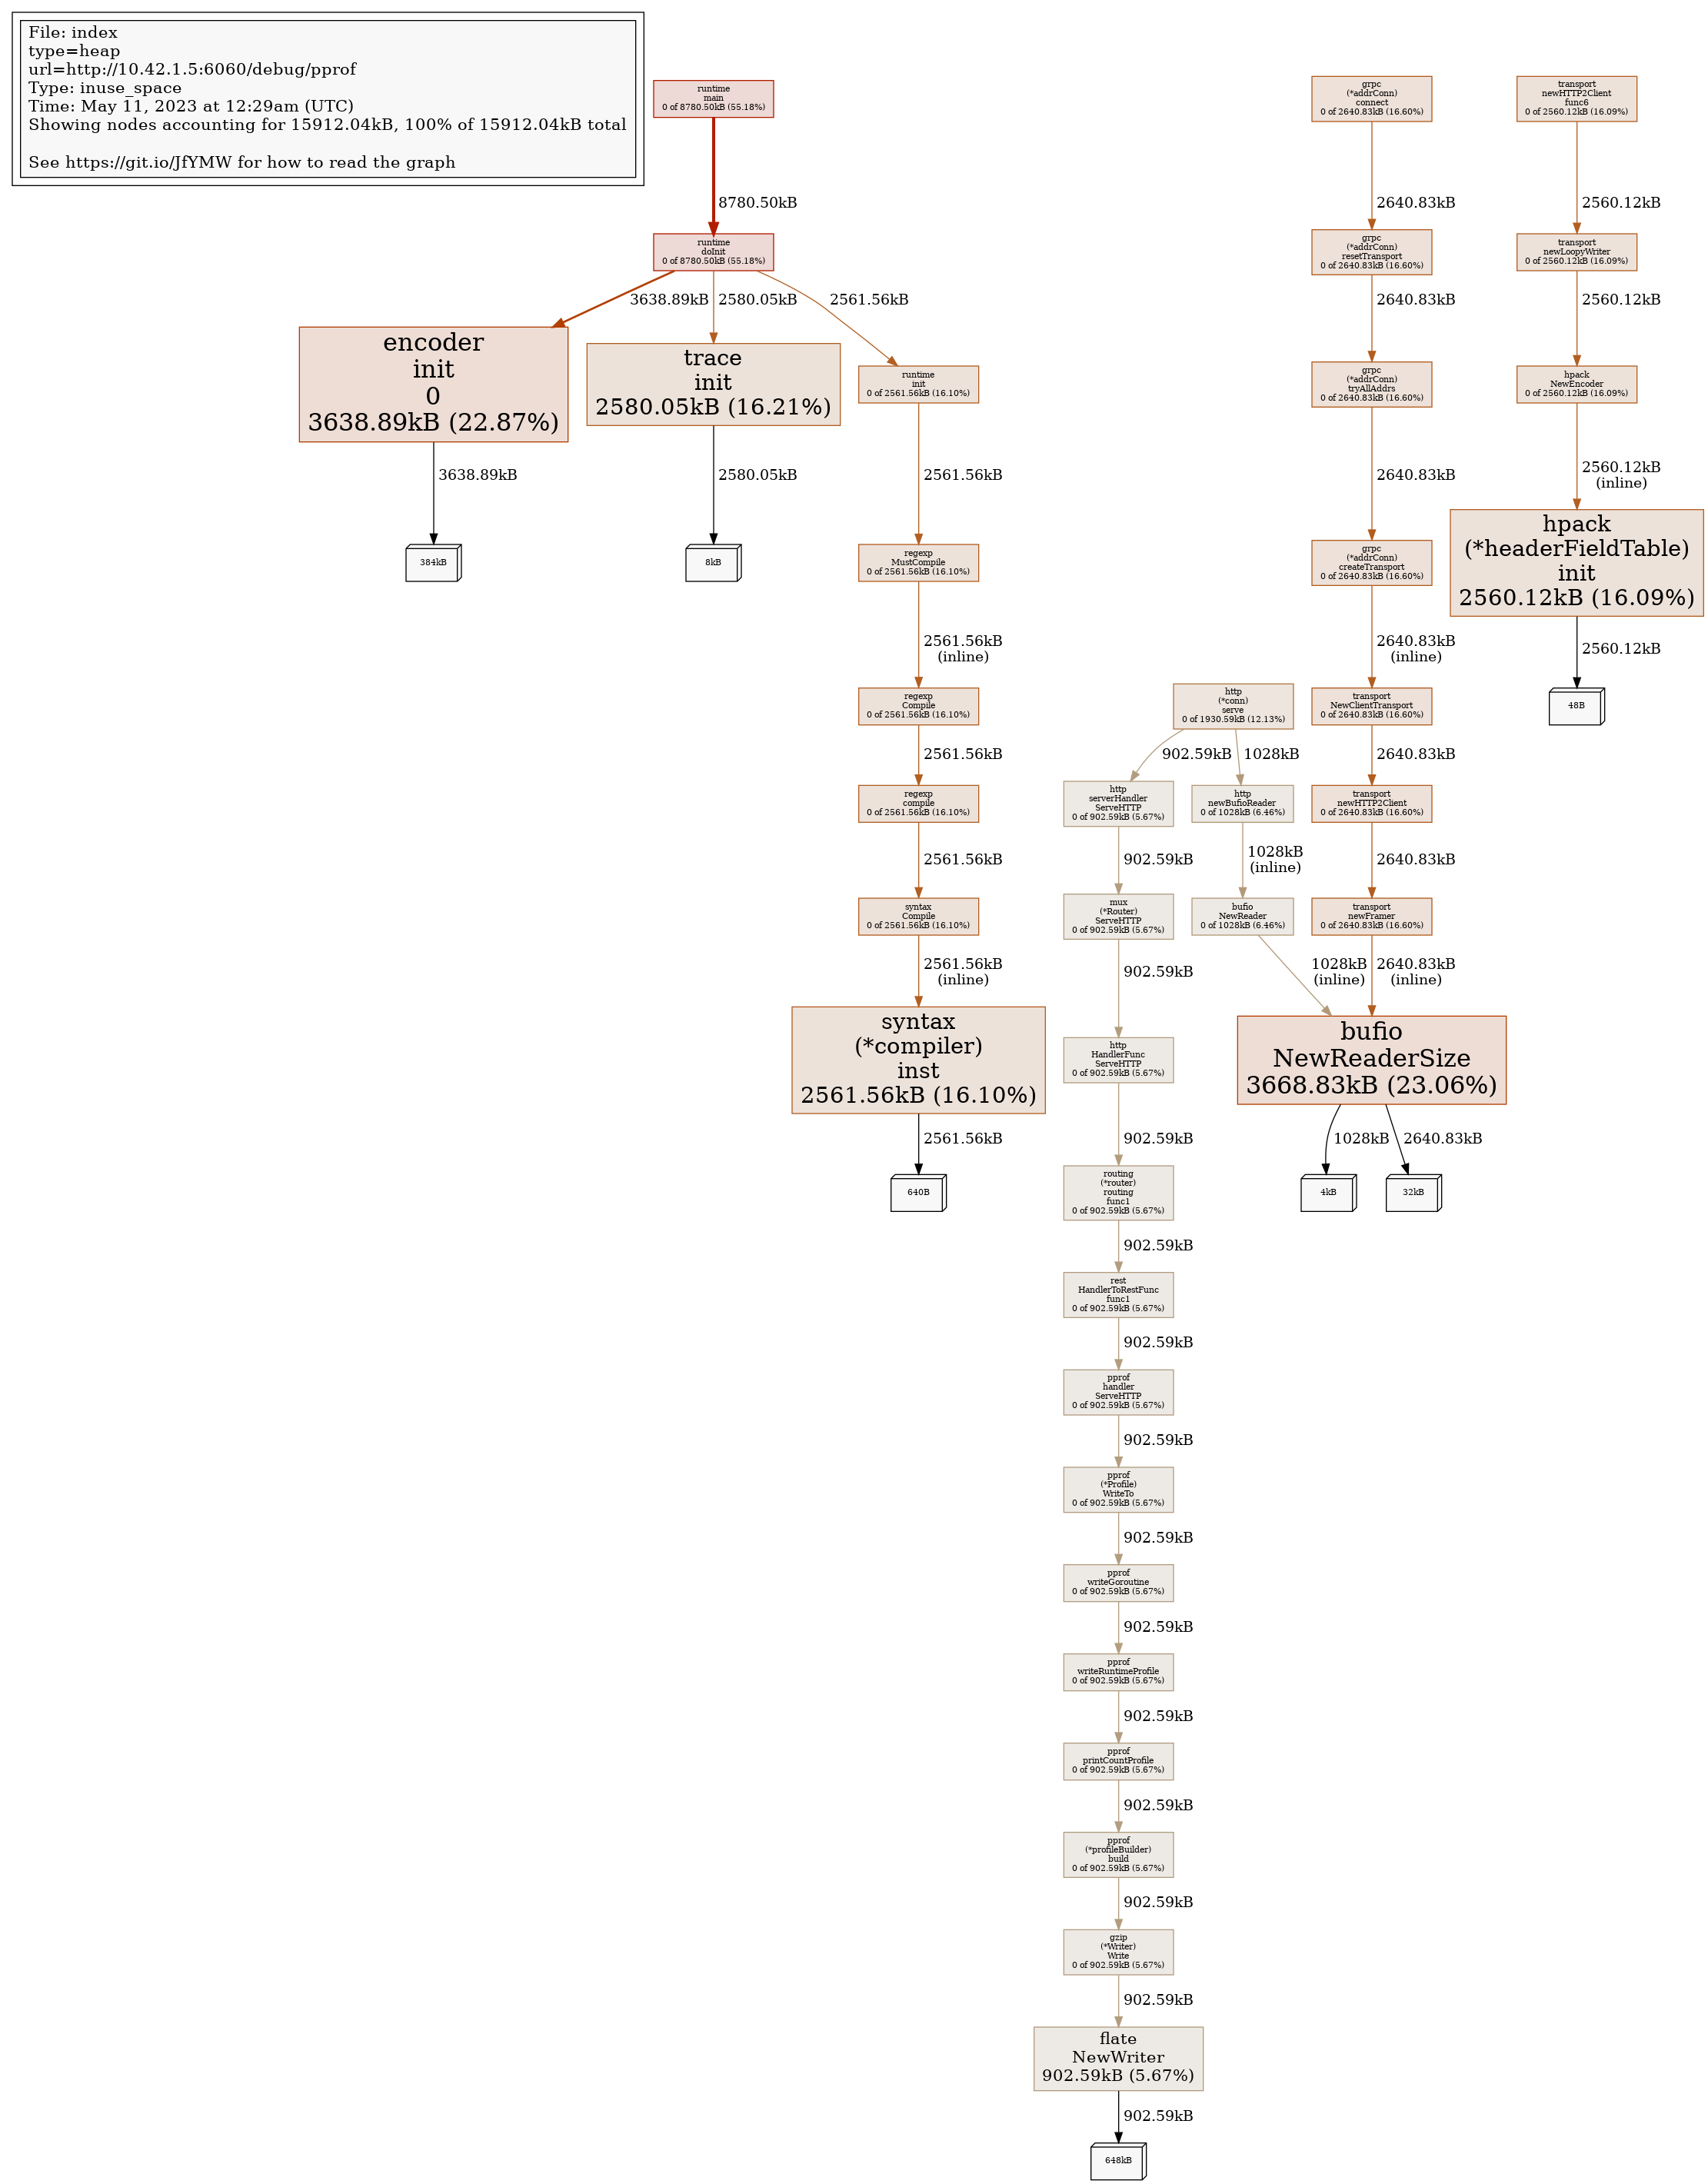 File: index
type=heap
url=http://10.42.1.5:6060/debug/pprof
Type: inuse_space
Time: May 11, 2023 at 12:29am (UTC)
Showing nodes accounting for 15912.04kB, 100% of 15912.04kB total
See https://git.io/JfYMW for how to read the graph
runtime
main
0 of 8780.50kB (55.18%)
8780.50kB
runtime
doInit
0 of 8780.50kB (55.18%)
3638.89kB
2580.05kB
2561.56kB
encoder
init
0
3638.89kB (22.87%)
3638.89kB
384kB
trace
init
2580.05kB (16.21%)
2580.05kB
8kB
runtime
init
0 of 2561.56kB (16.10%)
2561.56kB
regexp
MustCompile
0 of 2561.56kB (16.10%)
2561.56kB
(inline)
regexp
Compile
0 of 2561.56kB (16.10%)
2561.56kB
regexp
compile
0 of 2561.56kB (16.10%)
2561.56kB
syntax
Compile
0 of 2561.56kB (16.10%)
2561.56kB
(inline)
syntax
(*compiler)
inst
2561.56kB (16.10%)
2561.56kB
640B
http
(*conn)
serve
0 of 1930.59kB (12.13%)
902.59kB
1028kB
http
serverHandler
ServeHTTP
0 of 902.59kB (5.67%)
902.59kB
mux
(*Router)
ServeHTTP
0 of 902.59kB (5.67%)
902.59kB
http
HandlerFunc
ServeHTTP
0 of 902.59kB (5.67%)
902.59kB
routing
(*router)
routing
func1
0 of 902.59kB (5.67%)
902.59kB
rest
HandlerToRestFunc
func1
0 of 902.59kB (5.67%)
902.59kB
pprof
handler
ServeHTTP
0 of 902.59kB (5.67%)
902.59kB
pprof
(*Profile)
WriteTo
0 of 902.59kB (5.67%)
902.59kB
pprof
writeGoroutine
0 of 902.59kB (5.67%)
902.59kB
pprof
writeRuntimeProfile
0 of 902.59kB (5.67%)
902.59kB
pprof
printCountProfile
0 of 902.59kB (5.67%)
902.59kB
pprof
(*profileBuilder)
build
0 of 902.59kB (5.67%)
902.59kB
gzip
(*Writer)
Write
0 of 902.59kB (5.67%)
902.59kB
flate
NewWriter
902.59kB (5.67%)
902.59kB
648kB
http
newBufioReader
0 of 1028kB (6.46%)
1028kB
(inline)
bufio
NewReader
0 of 1028kB (6.46%)
1028kB
(inline)
grpc
(*addrConn)
connect
0 of 2640.83kB (16.60%)
2640.83kB
grpc
(*addrConn)
resetTransport
0 of 2640.83kB (16.60%)
2640.83kB
grpc
(*addrConn)
tryAllAddrs
0 of 2640.83kB (16.60%)
2640.83kB
grpc
(*addrConn)
createTransport
0 of 2640.83kB (16.60%)
2640.83kB
(inline)
transport
NewClientTransport
0 of 2640.83kB (16.60%)
2640.83kB
transport
newHTTP2Client
0 of 2640.83kB (16.60%)
2640.83kB
transport
newFramer
0 of 2640.83kB (16.60%)
2640.83kB
(inline)
bufio
NewReaderSize
3668.83kB (23.06%)
1028kB
2640.83kB
4kB
32kB
transport
newHTTP2Client
func6
0 of 2560.12kB (16.09%)
2560.12kB
transport
newLoopyWriter
0 of 2560.12kB (16.09%)
2560.12kB
hpack
NewEncoder
0 of 2560.12kB (16.09%)
2560.12kB
(inline)
hpack
(*headerFieldTable)
init
2560.12kB (16.09%)
2560.12kB
48B